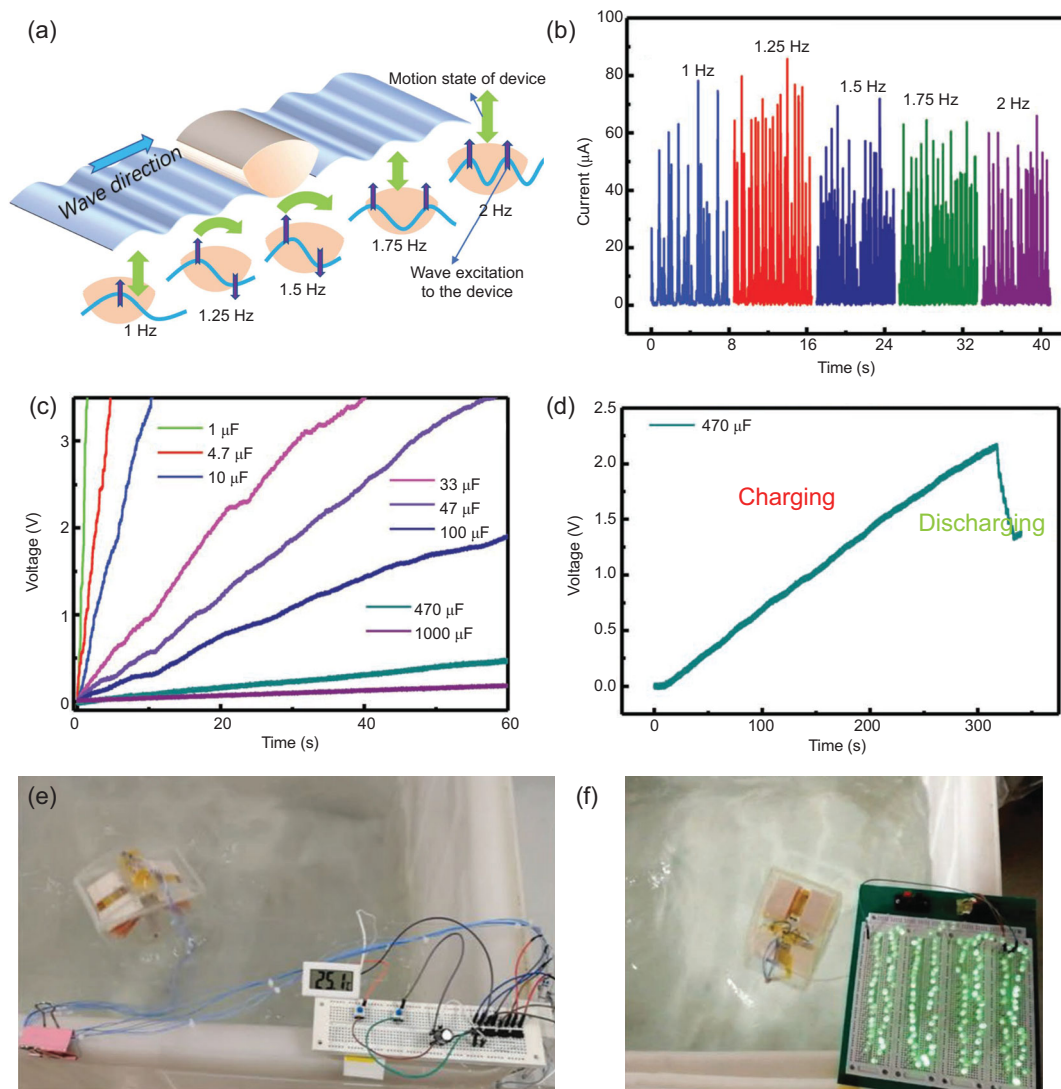 (a)
Motion state of device
Wave direction
2 Hz
1.75 Hz
1.5 Hz
Wave excitation
to the device
1.25 Hz
1 Hz
(b)
100
80
60
40
20
0
Current (μA)
1 Hz
1.25 Hz
1.5 Hz
1.75 Hz
2 Hz
0
8
16
24
32
40
Time (s)
(c)
3
2
1
0
Voltage (V)
1 μF
4.7 μF
10 μF
33 μF
47 μF
100 μF
470 μF
1000 μF
0
20
40
60
Time (s)
(d)
2.5
2.0
1.5
1.0
0.5
0.0
Voltage (V)
470 μF
Charging
Discharging
0
100
200
300
Time (s)
(e)
25.1
(f)